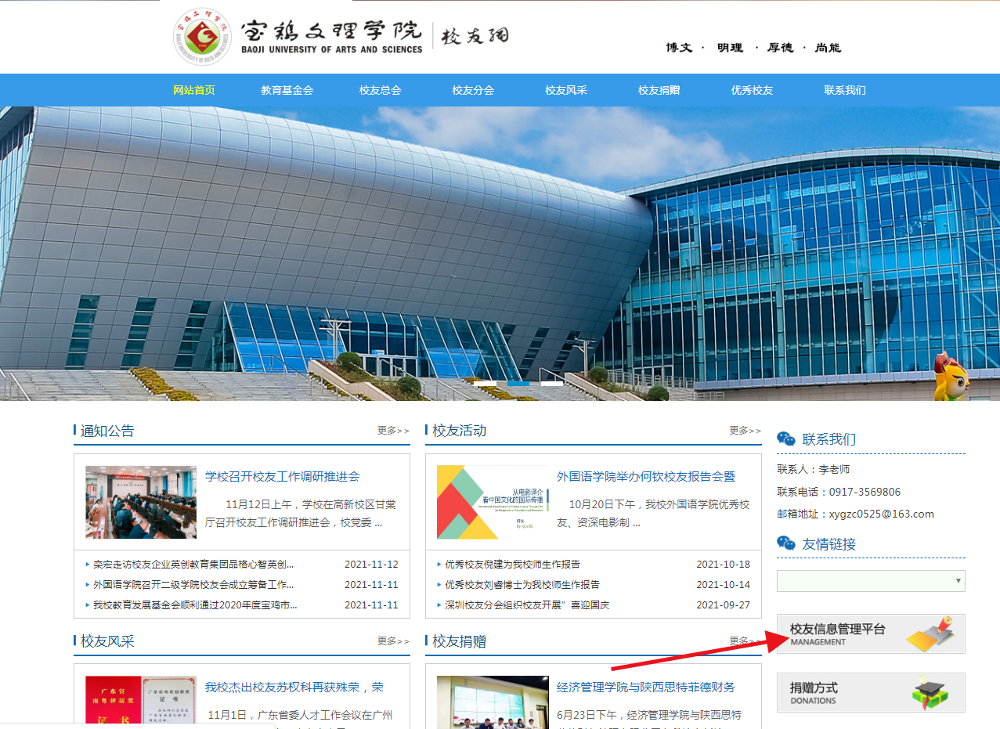 宝鸡文理学院 校友网
BAOJI UNIVERSITY OF ARTS AND SCIENCES
博文 · 明理 · 厚德 · 尚能
网站首页 教育基金会 校友总会 校友分会 校友风采 校友捐赠 优秀校友 联系我们
通知公告 更多>>
学校召开校友工作调研推进会
11月12日上午，学校在高新校区甘棠
厅召开校友工作调研推进会，校党委 ...
栾宏走访校友企业英创教育集团品格心智英创... 2021-11-12
外国语学院召开二级学院校友会成立筹备工作... 2021-11-11
我校教育发展基金会顺利通过2020年度宝鸡市... 2021-11-11
校友活动 更多>>
从电影译介
看中国文化的国际传播
外国语学院举办何钦校友报告会暨
10月20日下午，我校外国语学院优秀校
友、资深电影制 ...
优秀校友倪建为我校师生作报告 2021-10-18
优秀校友刘睿博士为我校师生作报告 2021-10-14
深圳校友分会组织校友开展”喜迎国庆 2021-09-27
联系我们
联系人：李老师
联系电话：0917-3569806
邮箱地址：xygzc0525@163.com
友情链接
校友信息管理平台
MANAGEMENT
捐赠方式
DONATIONS
校友风采 更多>>
广东省
南粤创新奖
证书
广东省南粤创新奖
证书
我校杰出校友苏权科再获殊荣，荣
11月1日，广东省委人才工作会议在广州
校友捐赠 更多>>
经济管理学院与陕西思特菲德财务
6月23日下午，经济管理学院与陕西思特